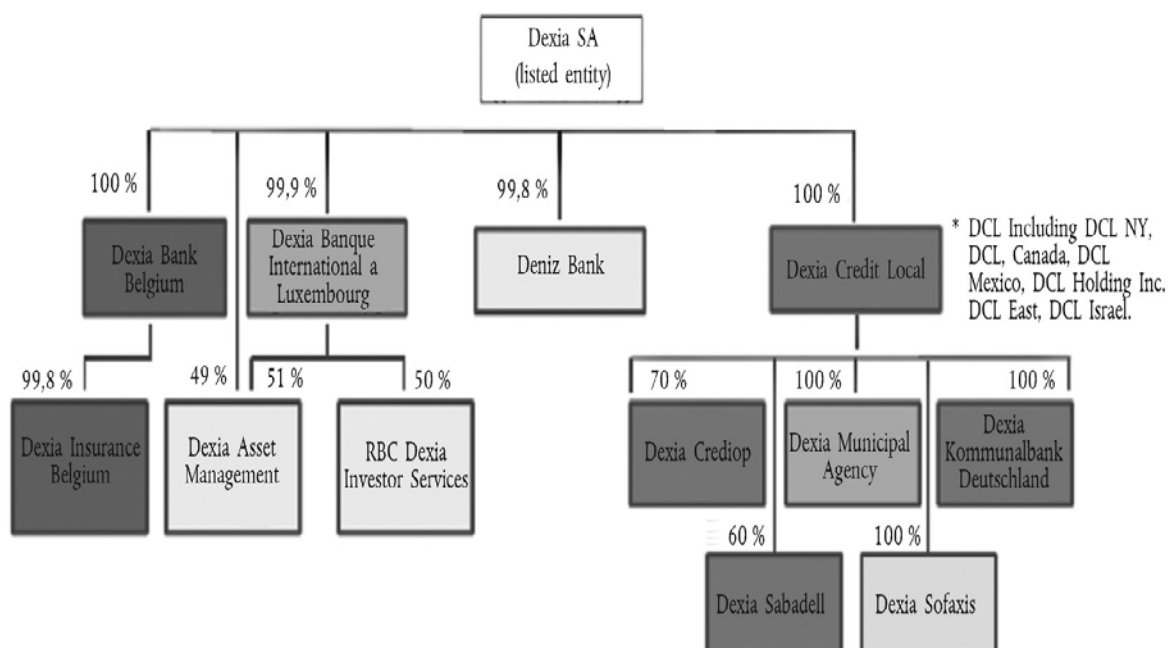 Dexia SA
(listed entity)
100 %
99,9 %
99,8 %
100 %
Dexia Bank
Belgium
Dexia Banque
International a
Luxembourg
Deniz Bank
Dexia Credit Local
* DCL Including DCL NY,
DCL, Canada, DCL
Mexico, DCL Holding Inc.
DCL East, DCL Israel.
99,8 %
49 %
51 %
50 %
70 %
100 %
100 %
Dexia Insurance
Belgium
Dexia Asset
Management
RBC Dexia
Investor Services
Dexia Crediop
Dexia Municipal
Agency
Dexia
Kommunalbank
Deutschland
60 %
100 %
Dexia Sabadell
Dexia Sofaxis